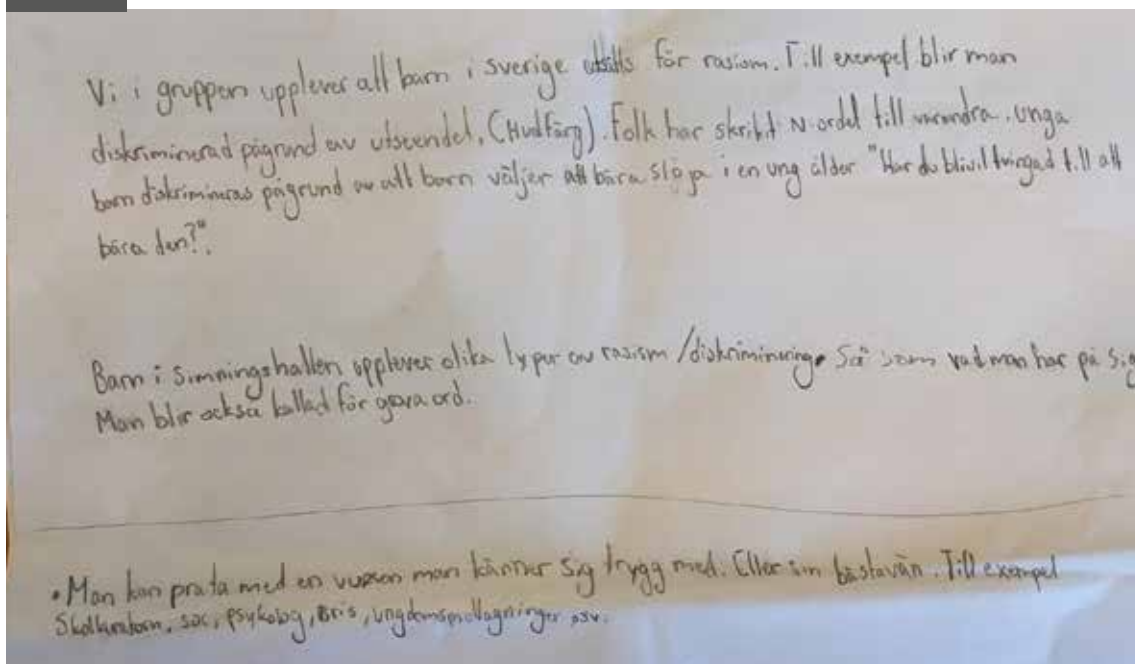 Vi i gruppen upplever att barn i sverige utsätts för rasism. Till exempel blir man
diskriminerad pågrund av utseendet. (Hudfärg). Folk har skrikit N-ordet till varandra. unga
barn diskrimineras pågrund av att barn väljer att bära slöja i en ung ålder "Har du blivit tvingad till att
bära den?".
Barn i simningshallen upplever olika typer av rasism /diskriminering. Så som vad man har på sig
Man blir också kallad för grova ord.
•Man kan prata med en vuxen man känner sig trygg med. Eller sin bästavän. Till exempel
Skolkuratorn, soc, psykolog, Bris, ungdomsmottagningar osv.